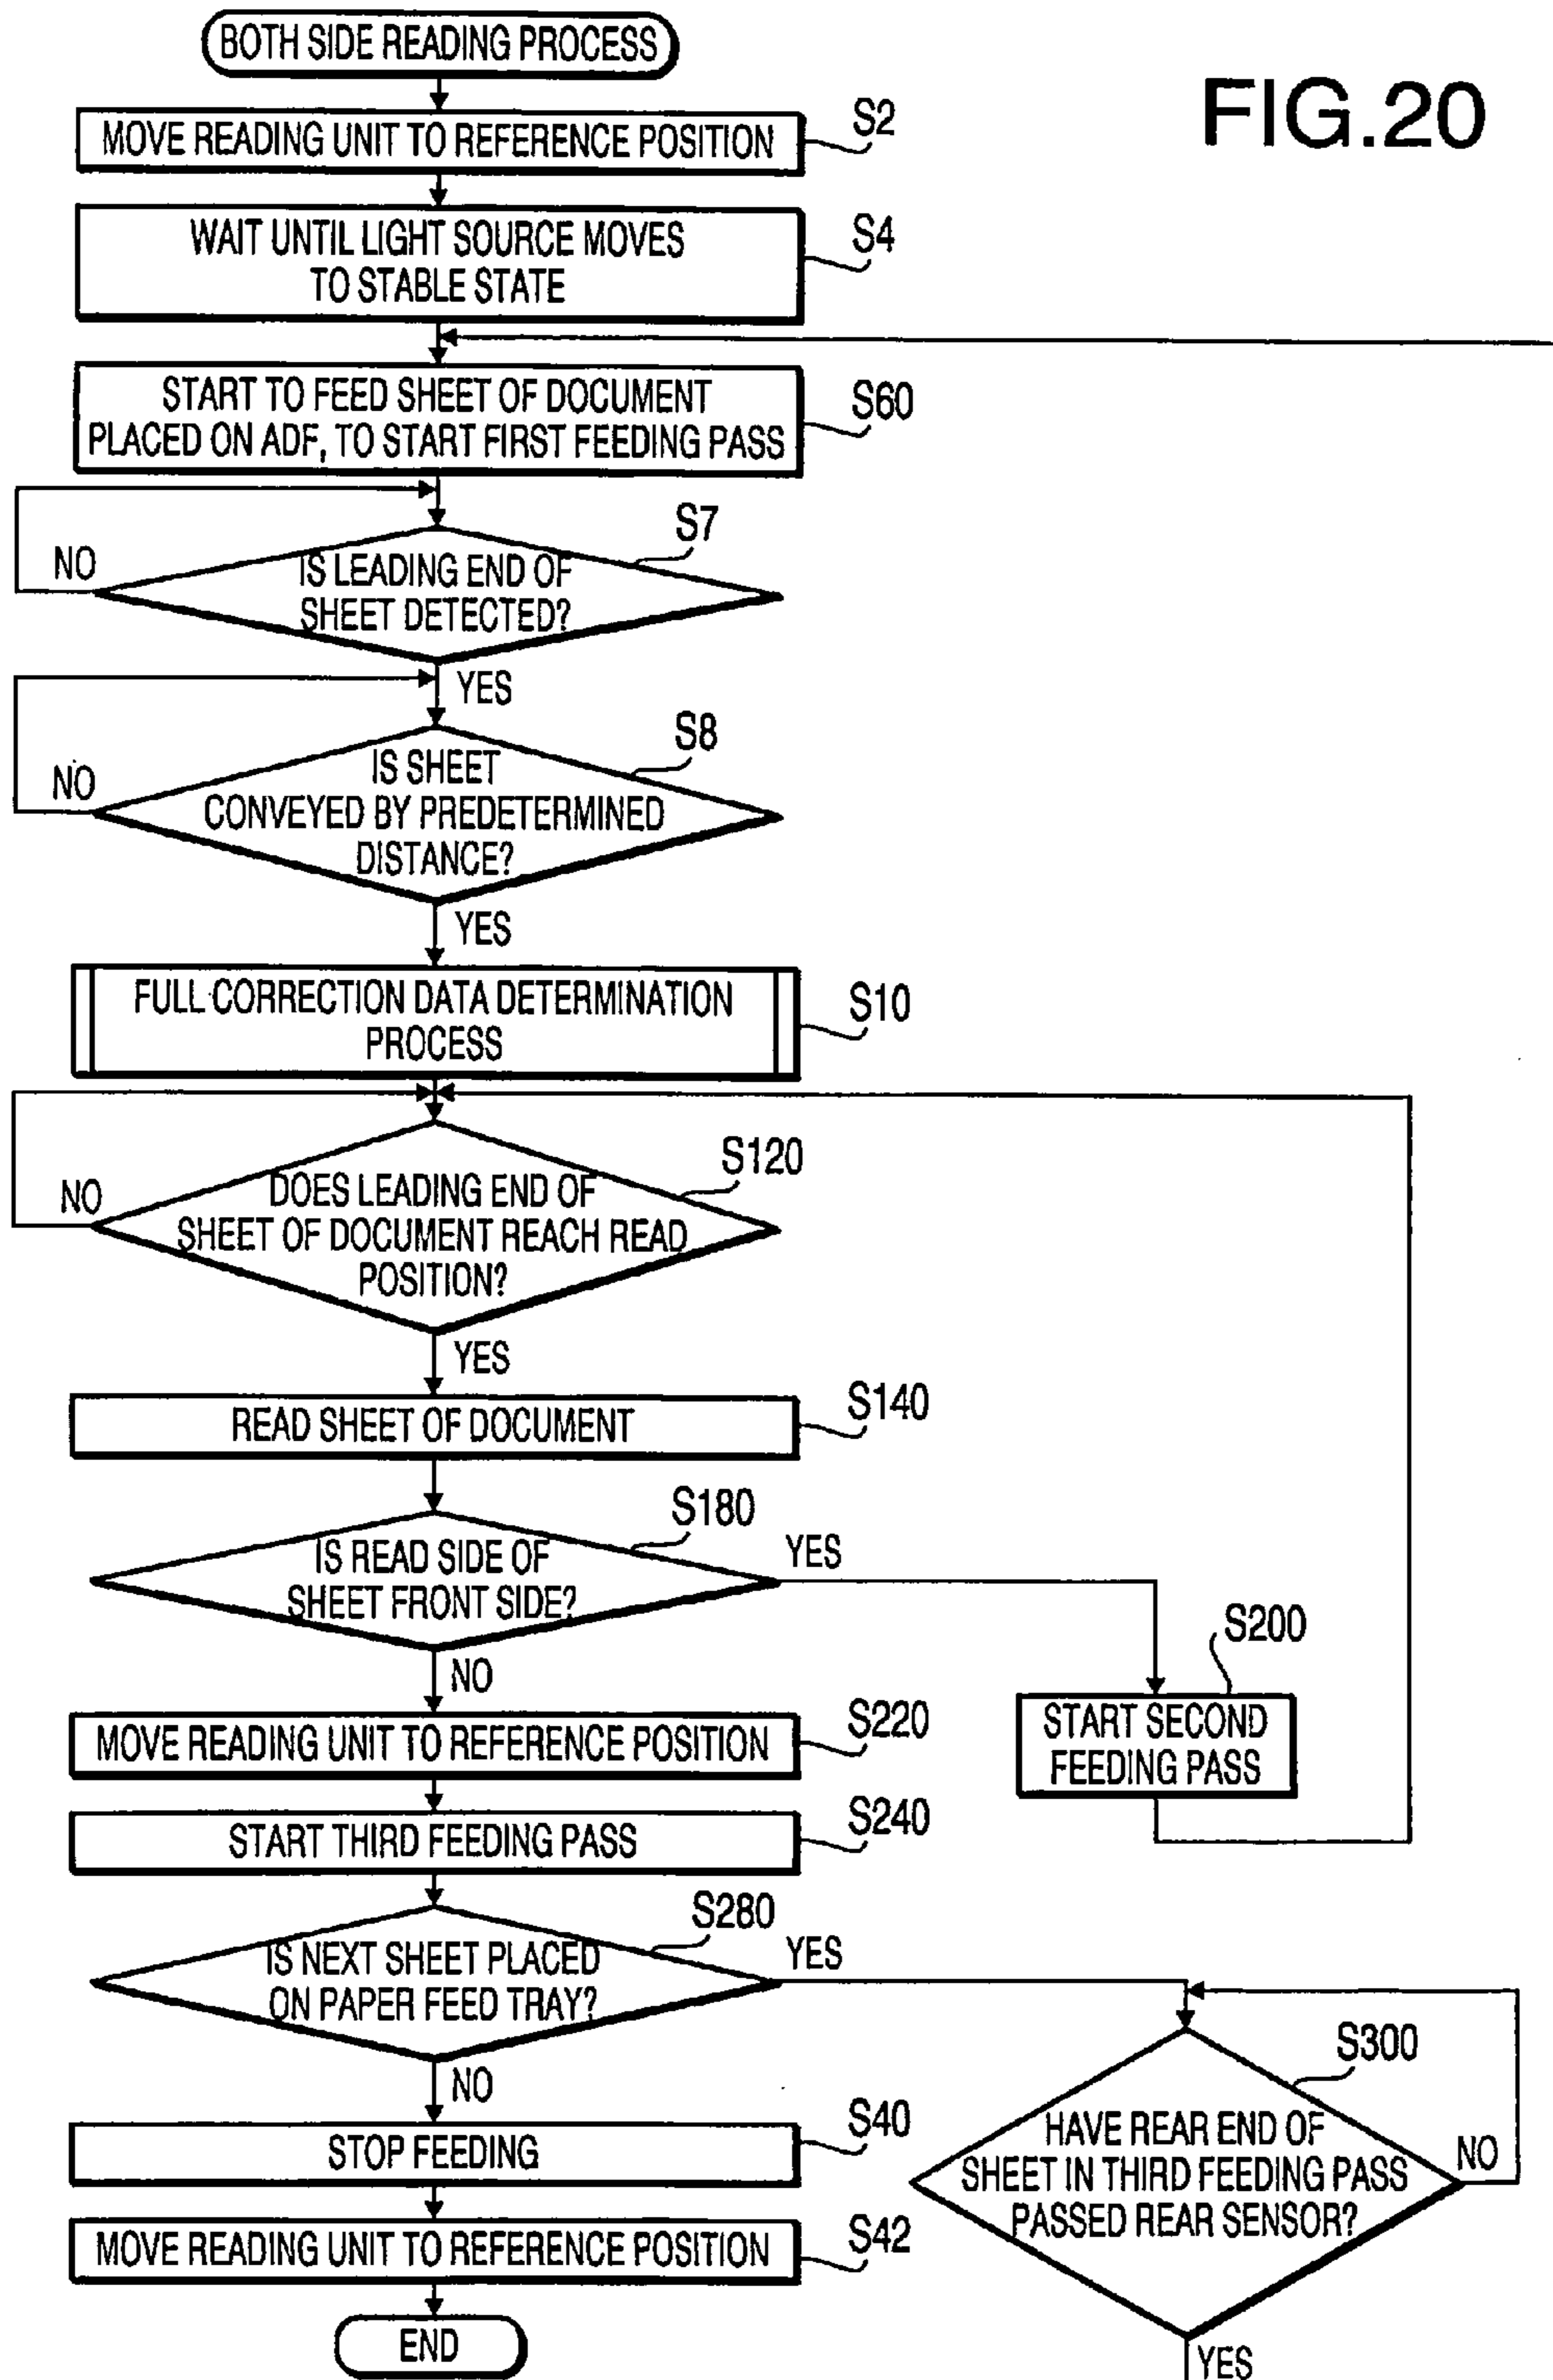 BOTH SIDE READING PROCESS
FIG.20
MOVE READING UNIT TO REFERENCE POSITION
S2
WAIT UNTIL LIGHT SOURCE MOVES
TO STABLE STATE
S4
START TO FEED SHEET OF DOCUMENT
PLACED ON ADF, TO START FIRST FEEDING PASS
S60
S7
NO
IS LEADING END OF
SHEET DETECTED?
YES
S8
NO
IS SHEET
CONVEYED BY PREDETERMINED
DISTANCE?
YES
FULL CORRECTION DATA DETERMINATION
PROCESS
S10
S120
NO
DOES LEADING END OF
SHEET OF DOCUMENT REACH READ
POSITION?
YES
READ SHEET OF DOCUMENT
S140
S180
IS READ SIDE OF
SHEET FRONT SIDE?
YES
NO
S200
START SECOND
FEEDING PASS
MOVE READING UNIT TO REFERENCE POSITION
S220
START THIRD FEEDING PASS
S240
S280
IS NEXT SHEET PLACED
ON PAPER FEED TRAY?
YES
NO
S300
HAVE REAR END OF
SHEET IN THIRD FEEDING PASS
PASSED REAR SENSOR?
NO
YES
STOP FEEDING
S40
MOVE READING UNIT TO REFERENCE POSITION
S42
END